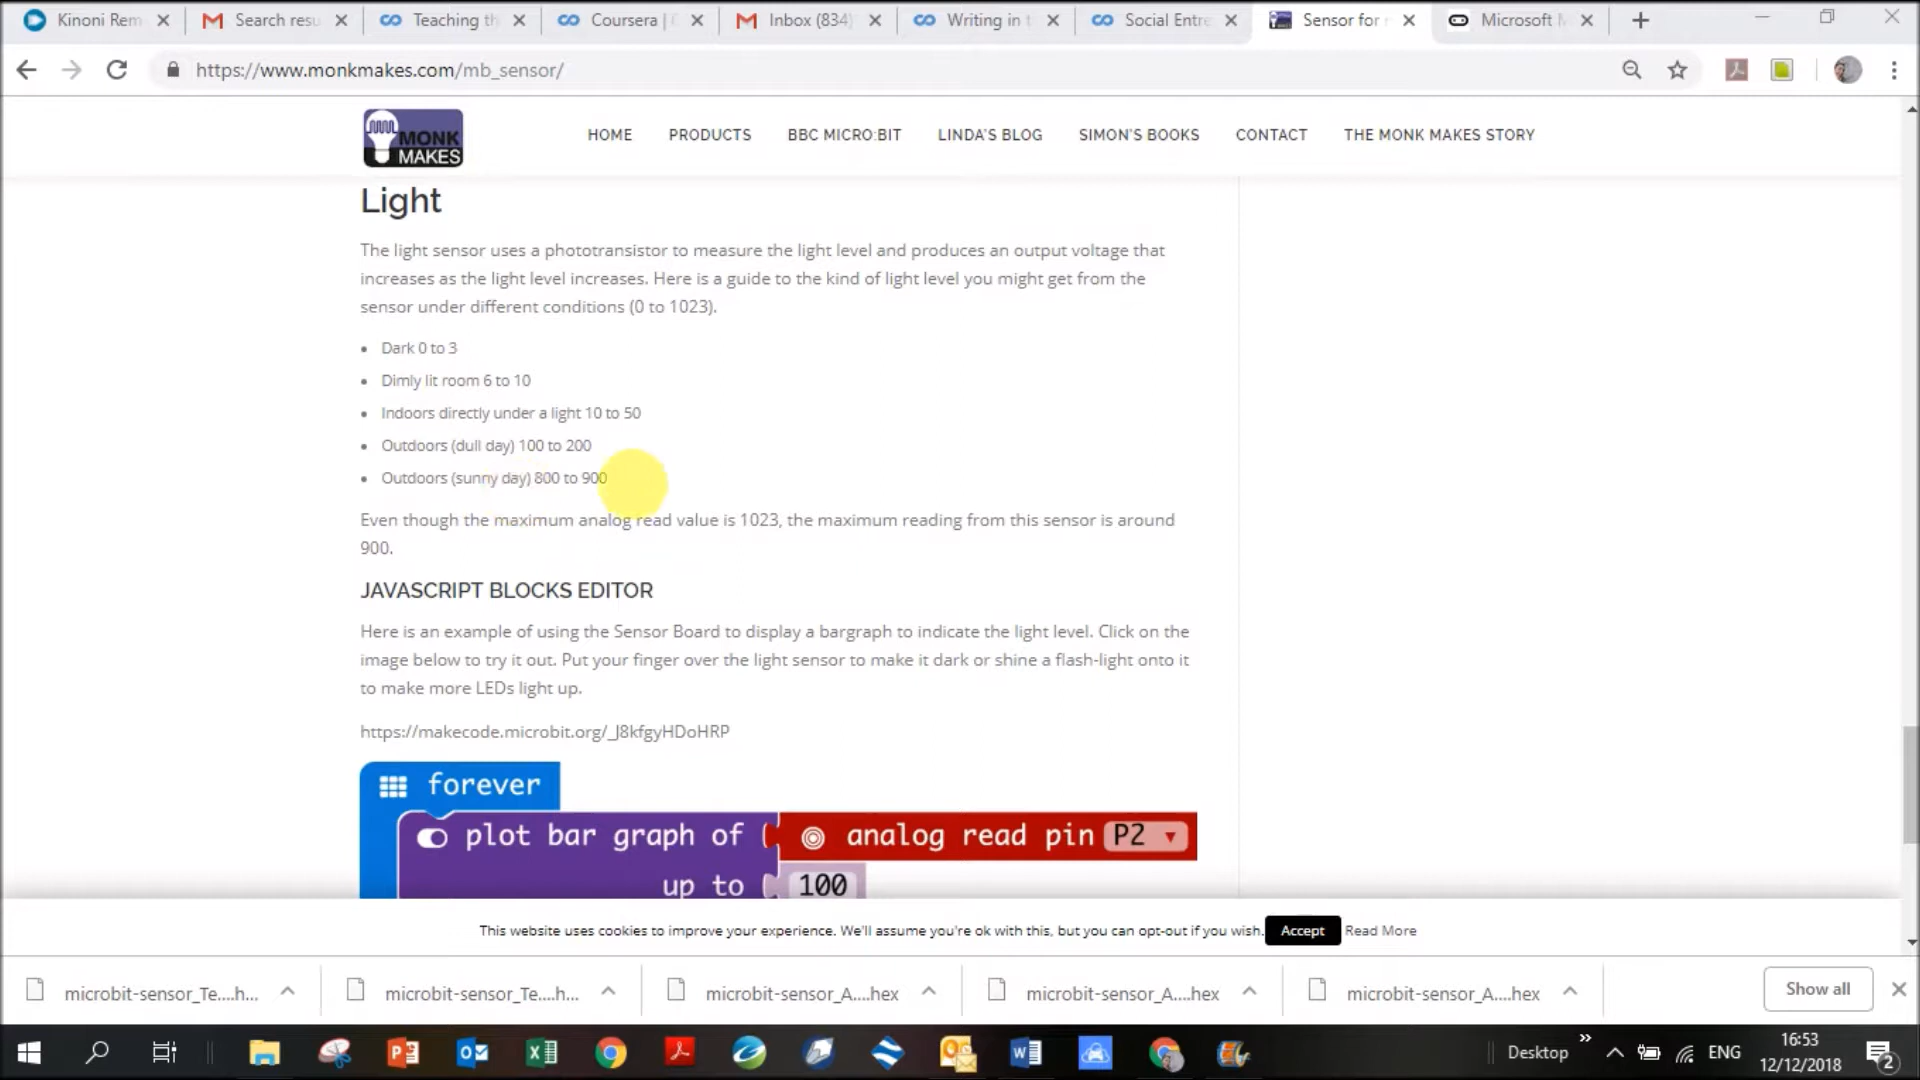 Kinoni Rem
Search resu
Teaching th
Coursera |
Inbox (834)
Writing in t
Social Entre
Sensor for
Microsoft M
https://www.monkmakes.com/mb_sensor/
MONK
MAKES
HOME
PRODUCTS
BBC MICRO:BIT
LINDA'S BLOG
SIMON'S BOOKS
CONTACT
THE MONK MAKES STORY
Light
The light sensor uses a phototransistor to measure the light level and produces an output voltage that
increases as the light level increases. Here is a guide to the kind of light level you might get from the
sensor under different conditions (0 to 1023).
Dark 0 to 3
Dimly lit room 6 to 10
Indoors directly under a light 10 to 50
Outdoors (dull day) 100 to 200
Outdoors (sunny day) 800 to 900
Even though the maximum analog read value is 1023, the maximum reading from this sensor is around
900.
JAVASCRIPT BLOCKS EDITOR
Here is an example of using the Sensor Board to display a bargraph to indicate the light level. Click on the
image below to try it out. Put your finger over the light sensor to make it dark or shine a flash-light onto it
to make more LEDs light up.
https://makecode.microbit.org/_J8kfgyHDoHRP
forever
plot bar graph of analog read pin P2
up to 100
This website uses cookies to improve your experience. We'll assume you're ok with this, but you can opt-out if you wish. Accept Read More
microbit-sensor_Te....h...
microbit-sensor_Te....h...
microbit-sensor_A....hex
microbit-sensor_A....hex
microbit-sensor_A....hex
Show all
Desktop
ENG
16:53
12/12/2018
2